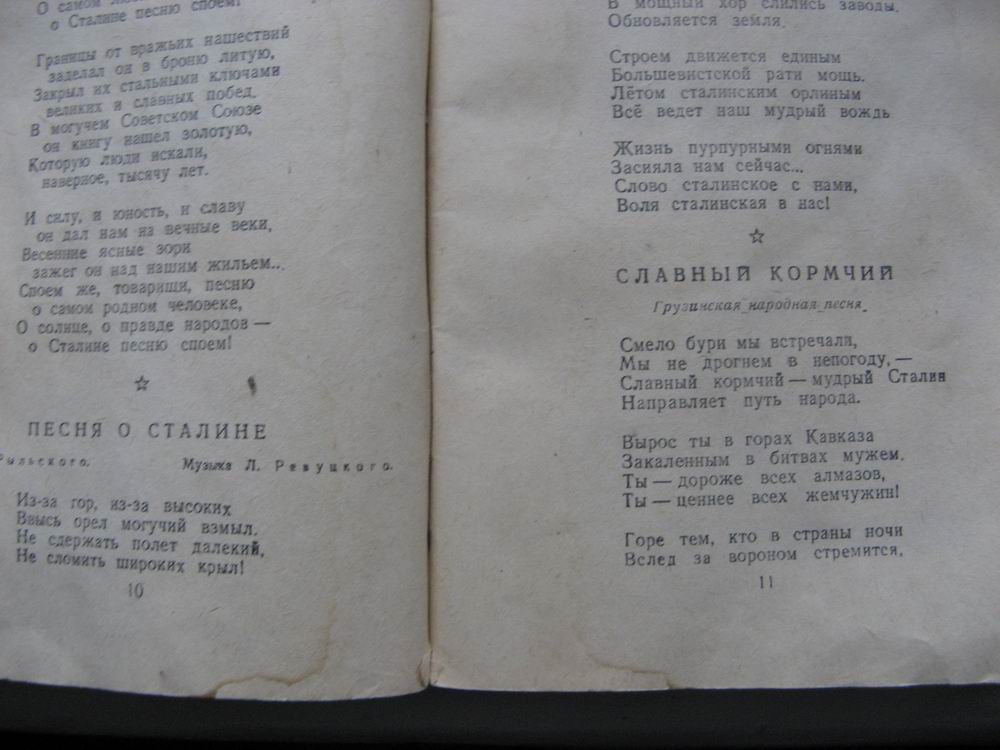 О самом
о Сталине песню споем!
Границы от вражьих нашествий
заделал он в броню литую,
Закрыл их стальными ключами
великих и славных побед.
В могучем Советском Союзе
он книгу нашел золотую,
Которую люди искали,
наверное, тысячу лет.
И силу, и юность, и славу
он дал нам на вечные веки,
Весенние ясные зори
зажег он над нашим жильем...
Споем же, товарищи, песню
о самом родном человеке,
О солнце, о правде народов —
о Сталине песню споем!
☆
ПЕСНЯ О СТАЛИНЕ
Рыльского. Музыка Л. Ревуцкого.
Из-за гор, из-за высоких
Ввысь орел могучий взмыл.
Не сдержать полет далекий,
Не сломить широких крыл!
10
В мощный хор слились заводы.
Обновляется земля.
Строем движется единым
Большевистской рати мощь.
Лётом сталинским орлиным
Всё ведет наш мудрый вождь.
Жизнь пурпурными огнями
Засияла нам сейчас...
Слово сталинское с нами,
Воля сталинская в нас!
☆
СЛАВНЫЙ КОРМЧИЙ
Грузинская народная песня.
Смело бури мы встречали,
Мы не дрогнем в непогоду, —
Славный кормчий — мудрый Сталин
Направляет путь народа.
Вырос ты в горах Кавказа
Закаленным в битвах мужем.
Ты — дороже всех алмазов,
Ты — ценнее всех жемчужин!
Горе тем, кто в страны ночи
Вслед за вороном стремится,
11